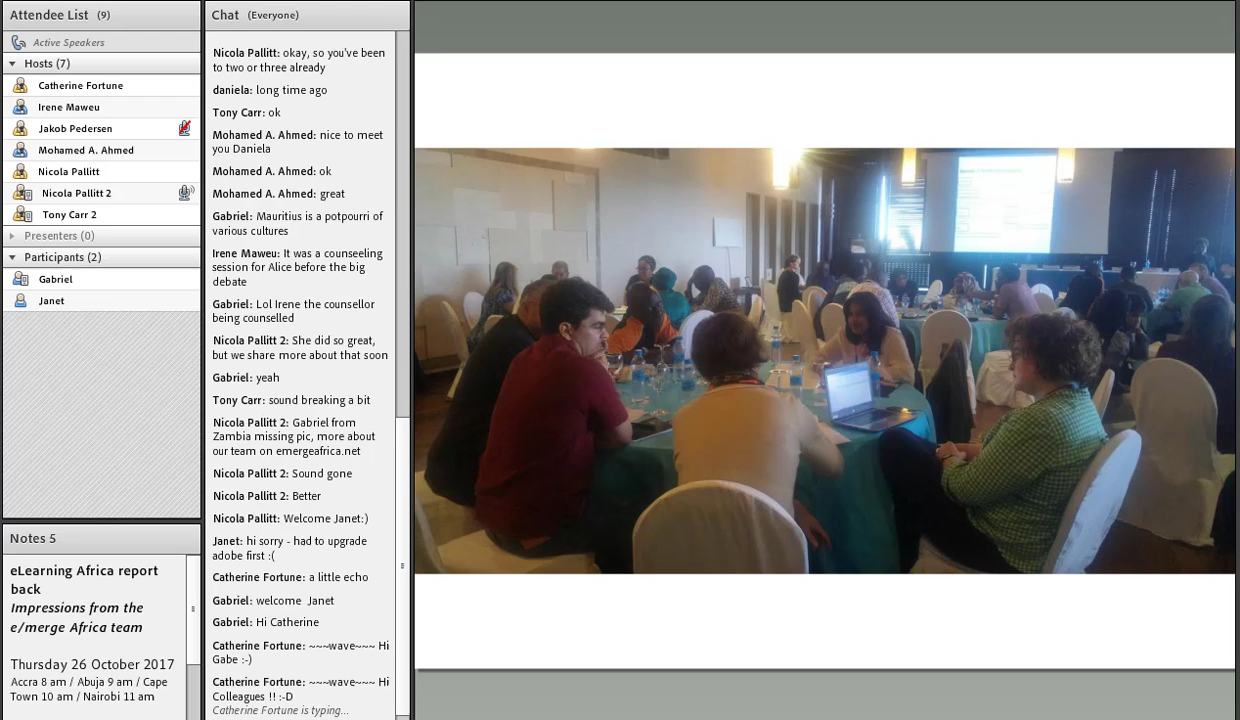 Attendee List (9)
Active Speakers
Hosts (7)
Catherine Fortune
Irene Maweu
Jakob Pedersen
Mohamed A. Ahmed
Nicola Pallitt
Nicola Pallitt 2
Tony Carr 2
Presenters (0)
Participants (2)
Gabriel
Janet
Notes 5
eLearning Africa report
back
Impressions from the
e/merge Africa team
Thursday 26 October 2017
Accra 8 am / Abuja 9 am / Cape
Town 10 am / Nairobi 11 am
Chat (Everyone)
Nicola Pallitt: okay, so you've been
to two or three already
daniela: long time ago
Tony Carr: ok
Mohamed A. Ahmed: nice to meet
you Daniela
Mohamed A. Ahmed: ok
Mohamed A. Ahmed: great
Gabriel: Mauritius is a potpourri of
various cultures
Irene Maweu: It was a counseeling
session for Alice before the big
debate
Gabriel: Lol Irene the counsellor
being counselled
Nicola Pallitt 2: She did so great,
but we share more about that soon
Gabriel: yeah
Tony Carr: sound breaking a bit
Nicola Pallitt 2: Gabriel from
Zambia missing pic, more about
our team on emergeafrica.net
Nicola Pallitt 2: Sound gone
Nicola Pallitt 2: Better
Nicola Pallitt: Welcome Janet:)
Janet: hi sorry - had to upgrade
adobe first :(
Catherine Fortune: a little echo
Gabriel: welcome Janet
Gabriel: Hi Catherine
Catherine Fortune: ~~~wave~~~ Hi
Gabe :-)
Catherine Fortune: ~~~wave~~~ Hi
Colleagues !! :-D
Catherine Fortune is typing...